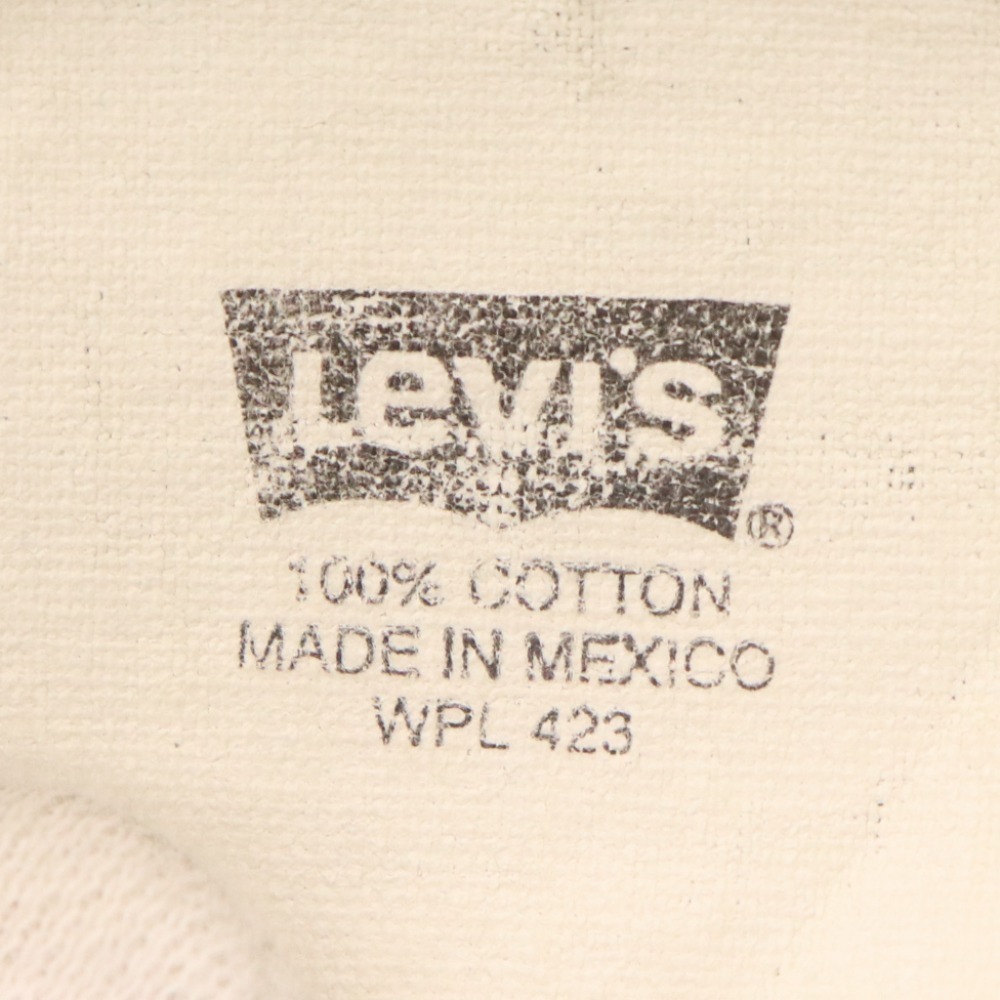 Levi's ®
100% COTTON
MADE IN MEXICO
WPL 423